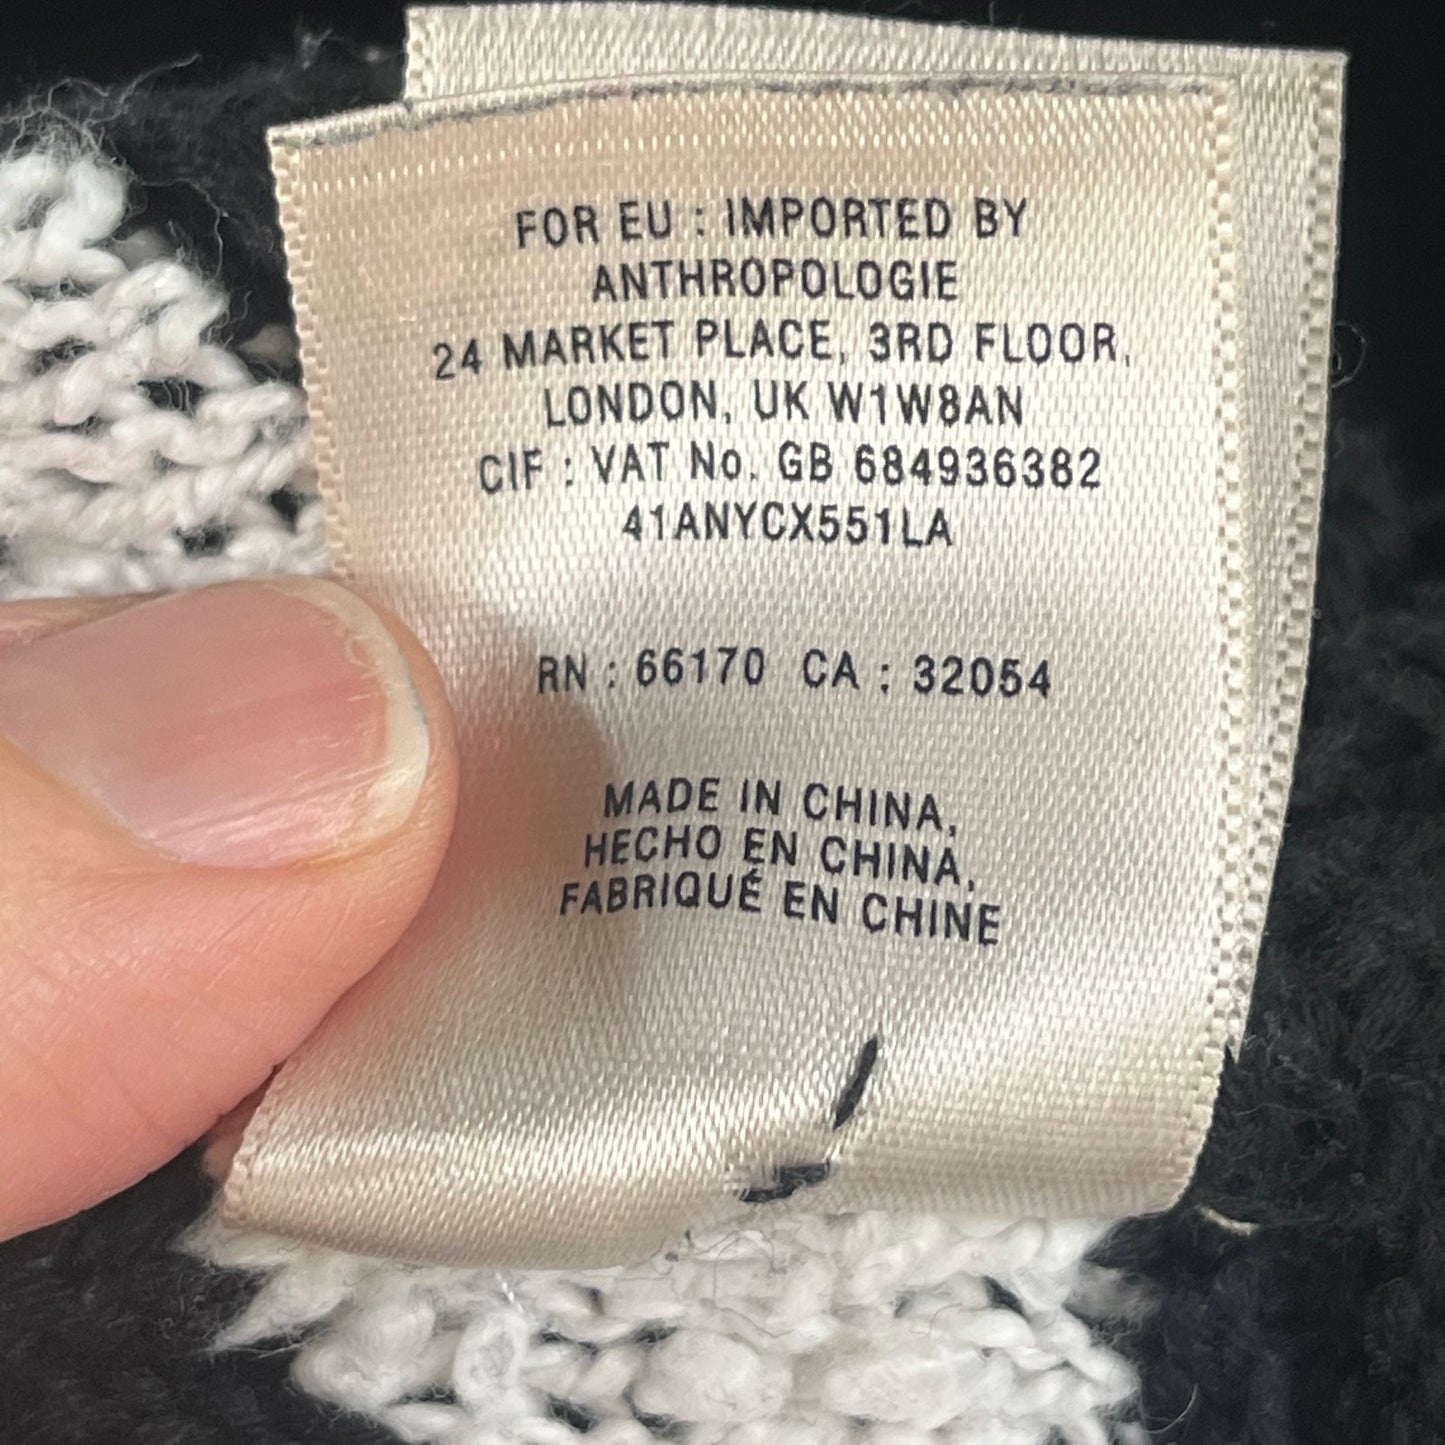 FOR EU : IMPORTED BY
ANTHROPOLOGIE
24 MARKET PLACE, 3RD FLOOR,
LONDON, UK W1W8AN
CIF : VAT No. GB 684936382
41ANYCX551LA
RN : 66170 CA : 32054
MADE IN CHINA,
HECHO EN CHINA,
FABRIQUÉ EN CHINE